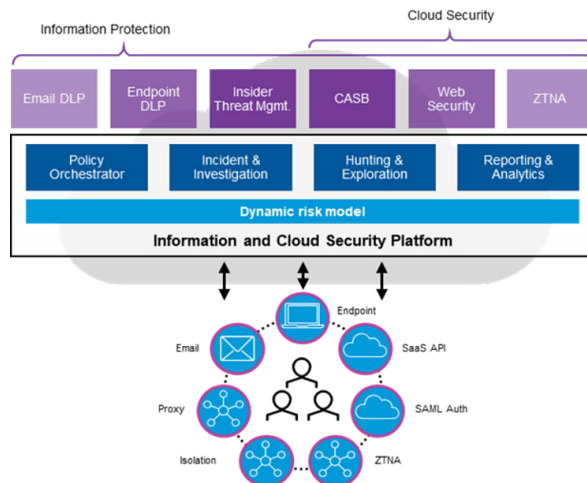 Cloud Security
Information Protection
Email DLP
Endpoint
DLP
Insider
Threat Mgmt.
CASB
Web
Security
ZTNA
Policy
Orchestrator
Incident &
Investigation
Hunting &
Exploration
Reporting &
Analytics
Dynamic risk model
Information and Cloud Security Platform
Endpoint
Email
SaaS API
Proxy
SAML Auth
Isolation
ZTNA